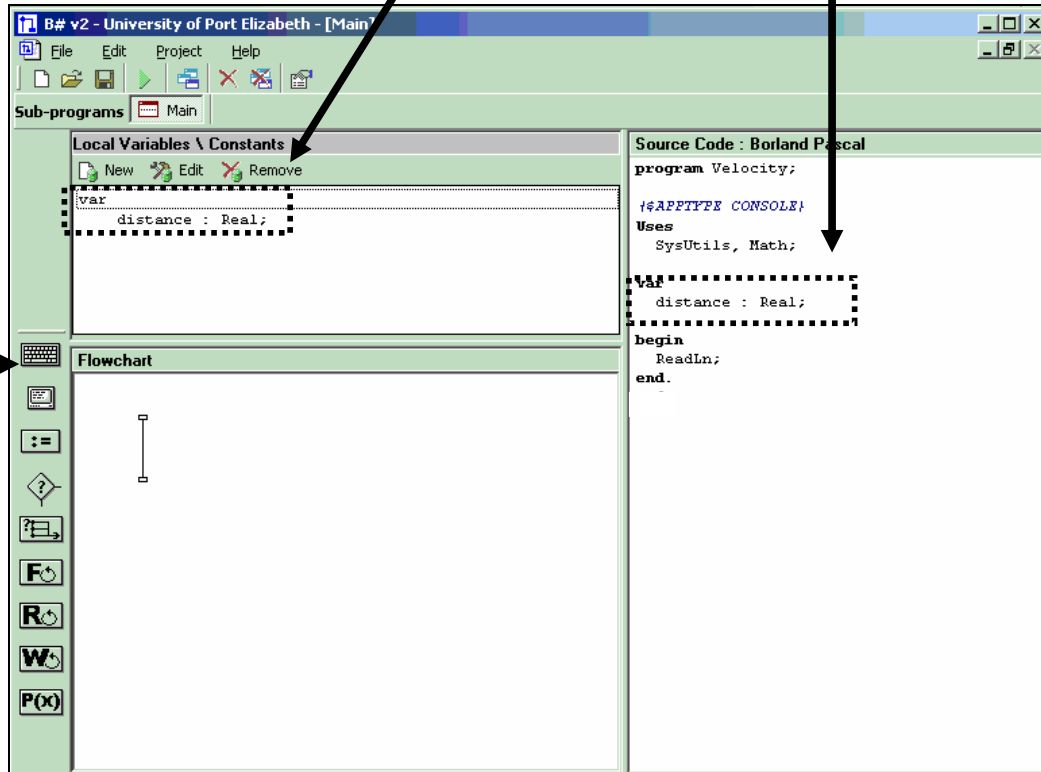 B# v2 - University of Port Elizabeth - [Main]
File Edit Project Help
Sub-programs Main
Local Variables \ Constants
New Edit Remove
var
distance : Real;
Flowchart
:=
?
?
F
R
W
P(x)
Source Code : Borland Pascal
program Velocity;
{$APPTYPE CONSOLE}
Uses
SysUtils, Math;
var
distance : Real;
begin
ReadLn;
end.